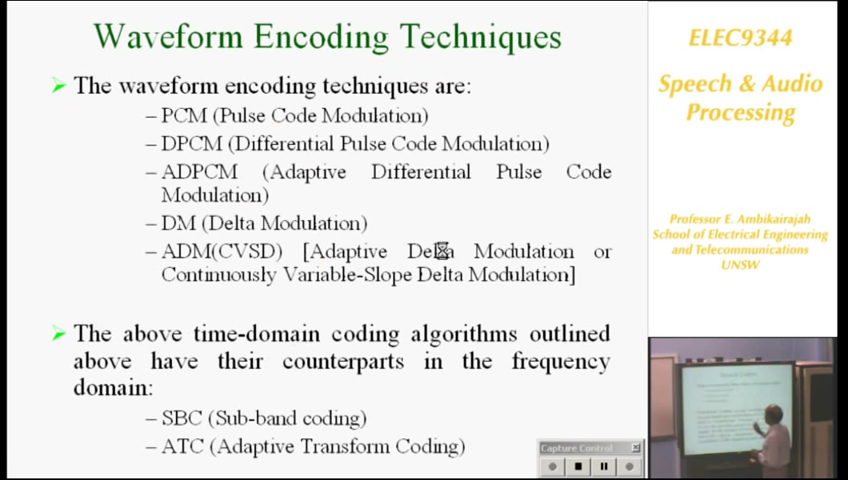 Waveform Encoding Techniques
The waveform encoding techniques are:
– PCM (Pulse Code Modulation)
– DPCM (Differential Pulse Code Modulation)
– ADPCM (Adaptive Differential Pulse Code
Modulation)
– DM (Delta Modulation)
– ADM(CVSD) [Adaptive Delta Modulation or
Continuously Variable-Slope Delta Modulation]
The above time-domain coding algorithms outlined
above have their counterparts in the frequency
domain:
– SBC (Sub-band coding)
– ATC (Adaptive Transform Coding)
Capture Control
ELEC9344
Speech & Audio
Processing
Professor E. Ambikairajah
School of Electrical Engineering
and Telecommunications
UNSW